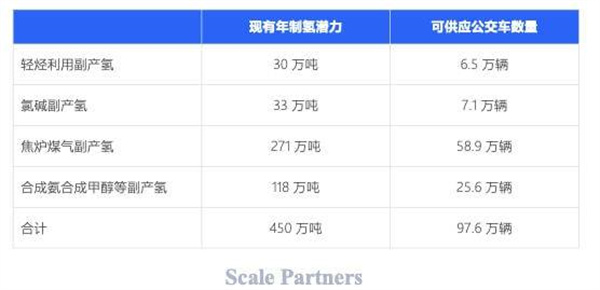 现有年制氢潜力 可供应公交车数量
轻烃利用副产氢 30 万吨 6.5 万辆
氯碱副产氢 33 万吨 7.1 万辆
焦炉煤气副产氢 271 万吨 58.9 万辆
合成氨合成甲醇等副产氢 118 万吨 25.6 万辆
合计 450 万吨 97.6 万辆
Scale Partners